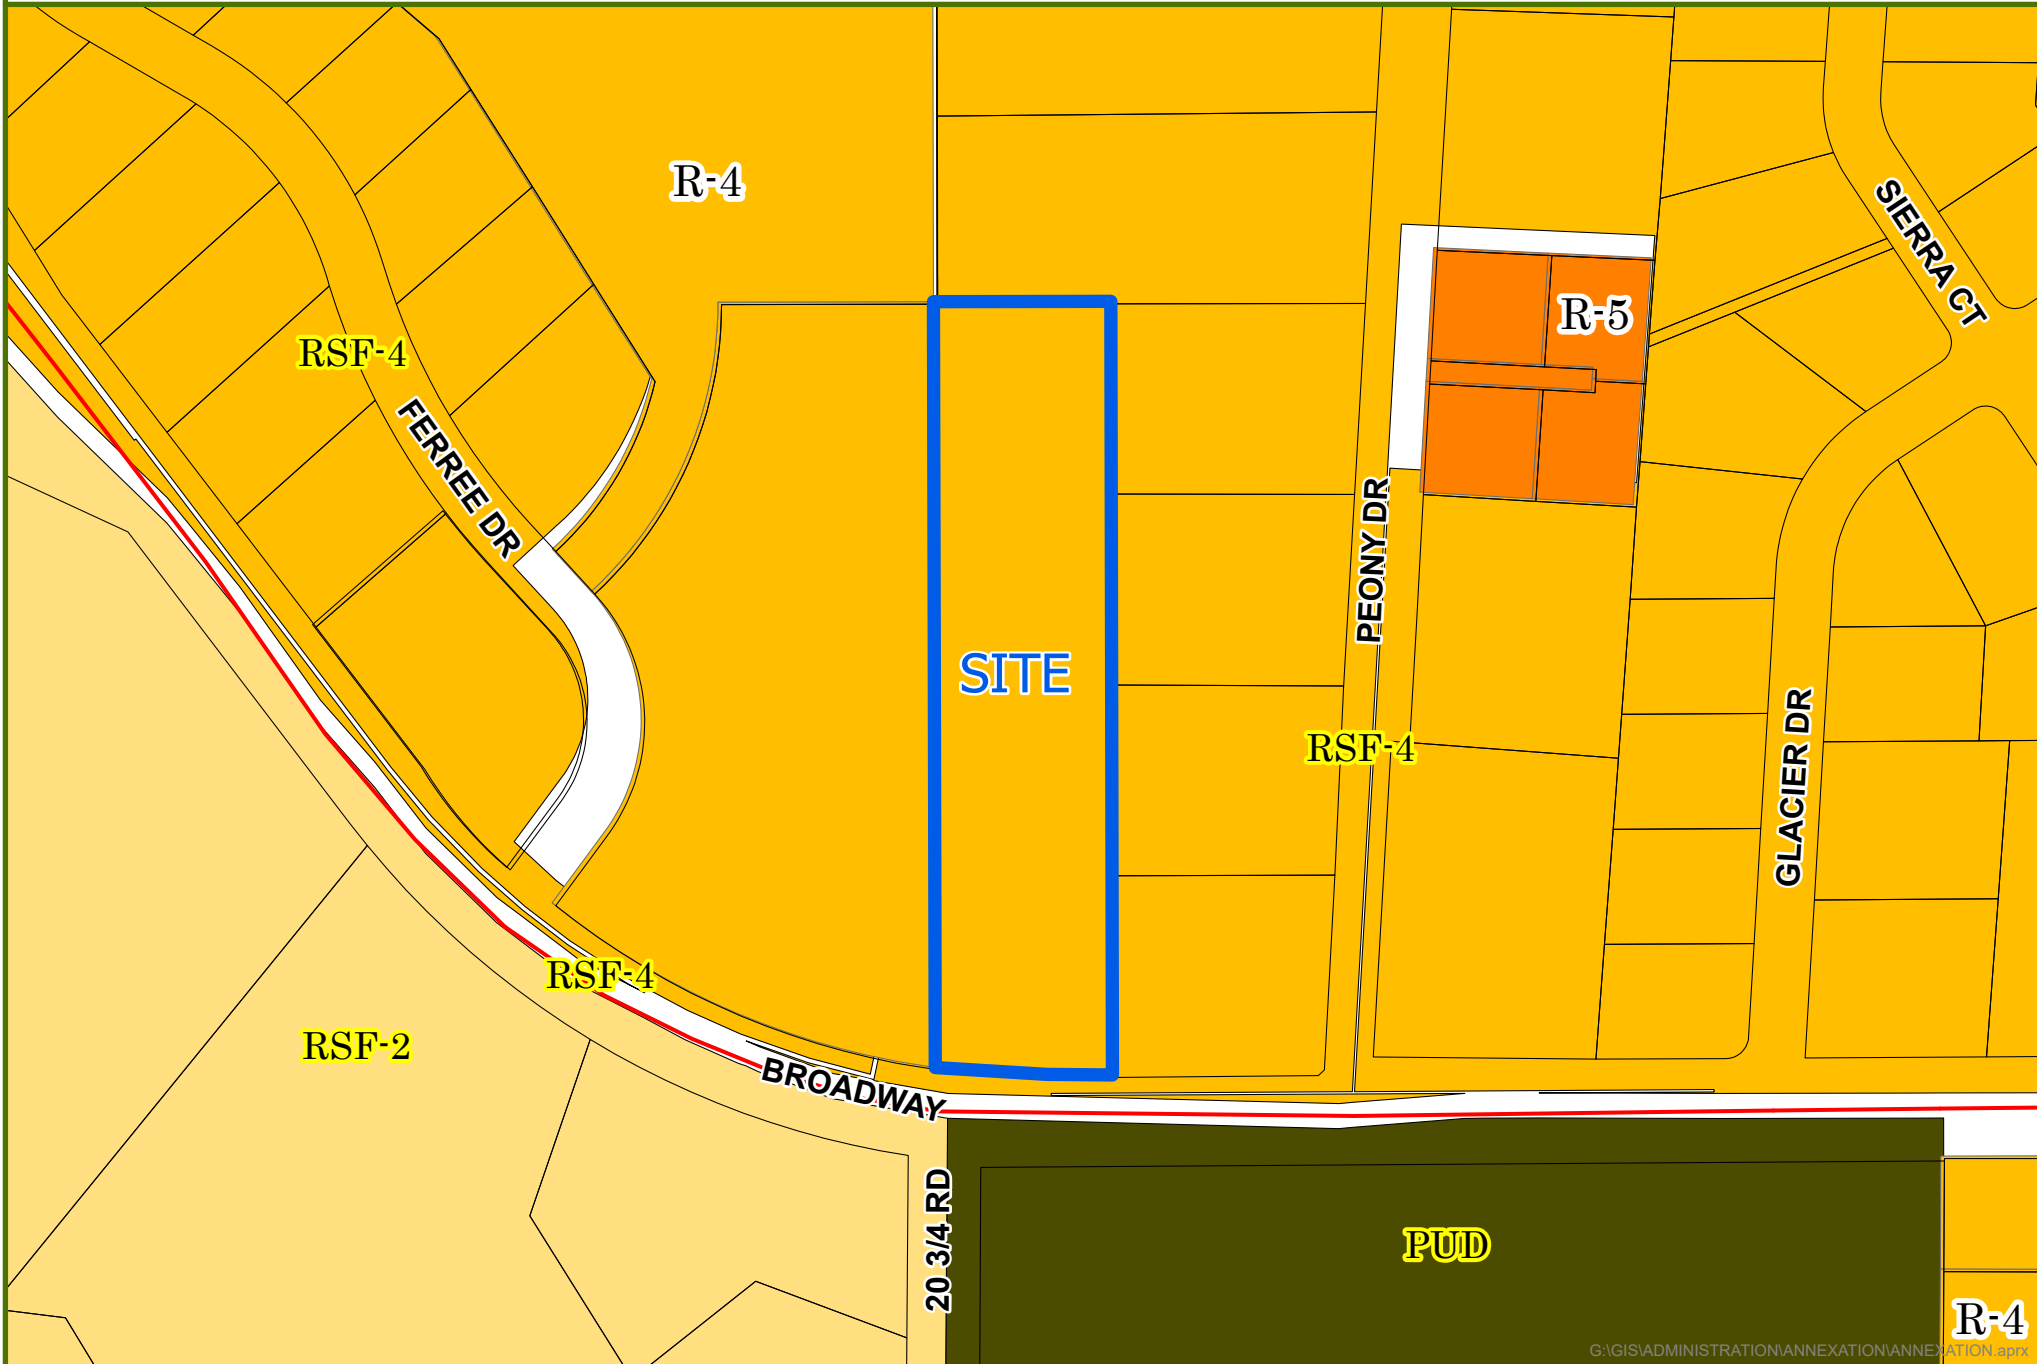 R-4
SIERRA CT
R-5
RSF-4
FERREE DR
PEONY DR
SITE
RSF-4
GLACIER DR
RSF-4
RSF-2
BROADWAY
20 3/4 RD
PUD
R-4
G:\GIS\ADMINISTRATION\ANNEXATION\ANNEXATION.aprx